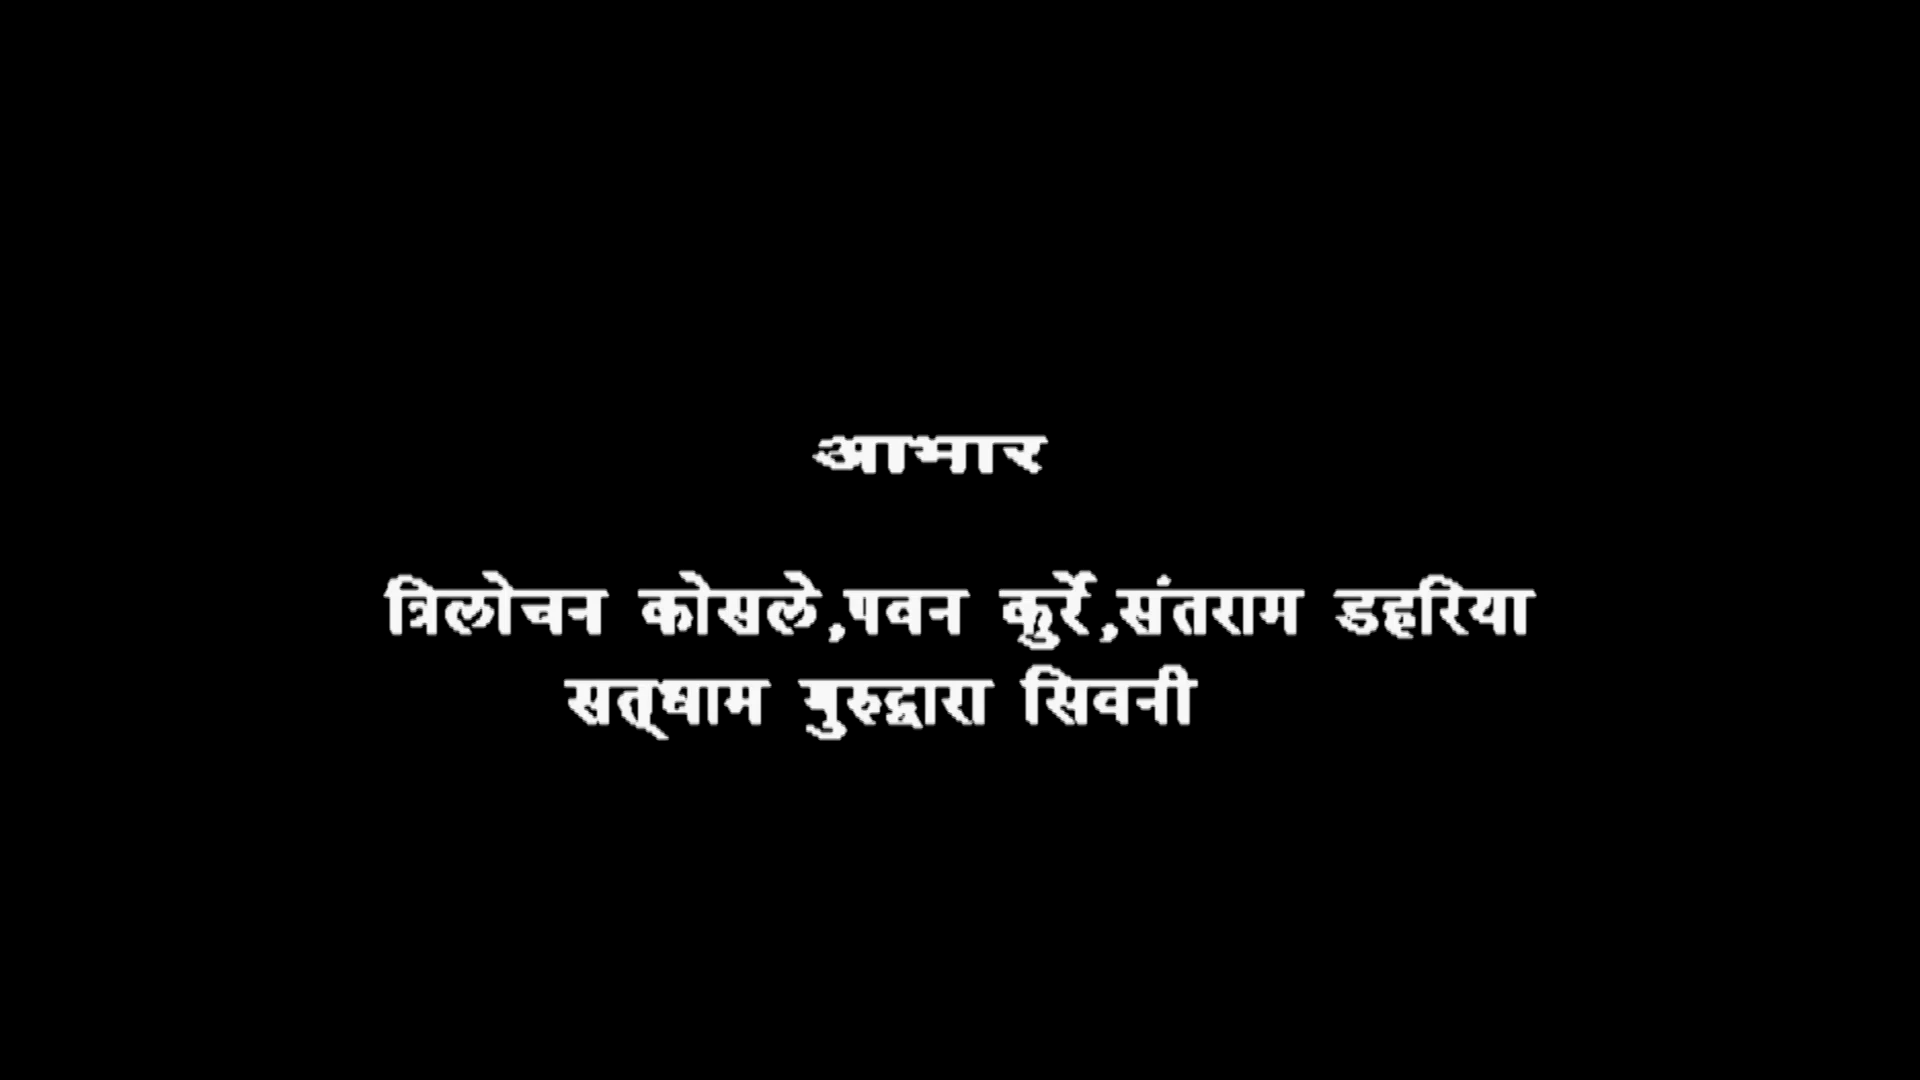 आभार
त्रिलोचन कोसले,पवन कुर्रे,संतराम डहरिया
सत्धाम गुरुद्वारा सिवनी